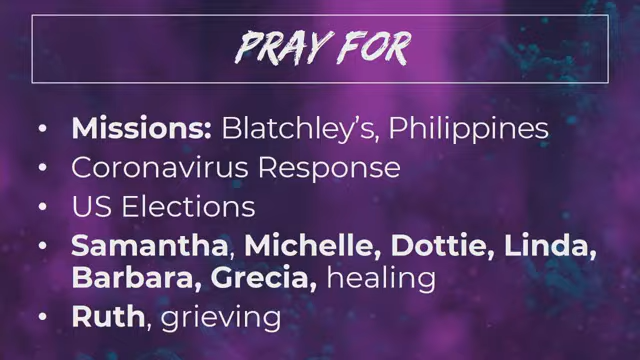 PRAY FOR
• Missions: Blatchley's, Philippines
• Coronavirus Response
• US Elections
• Samantha, Michelle, Dottie, Linda,
Barbara, Grecia, healing
• Ruth, grieving